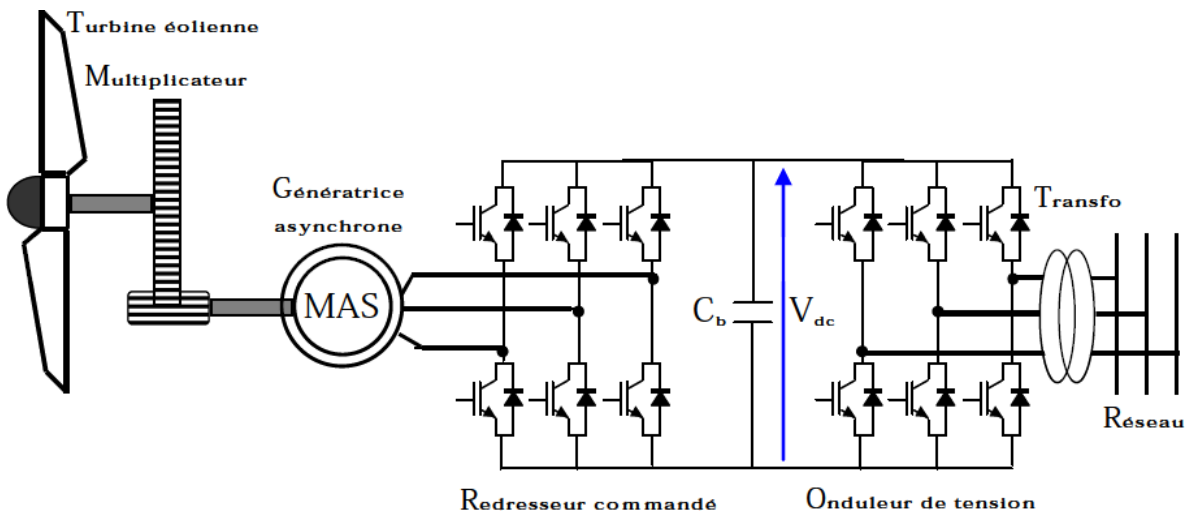 Turbine éolienne
Multiplicateur
Génératrice
asynchrone
MAS
Cb
Vdc
Transfo
Réseau
Redresseur commandé
Onduleur de tension